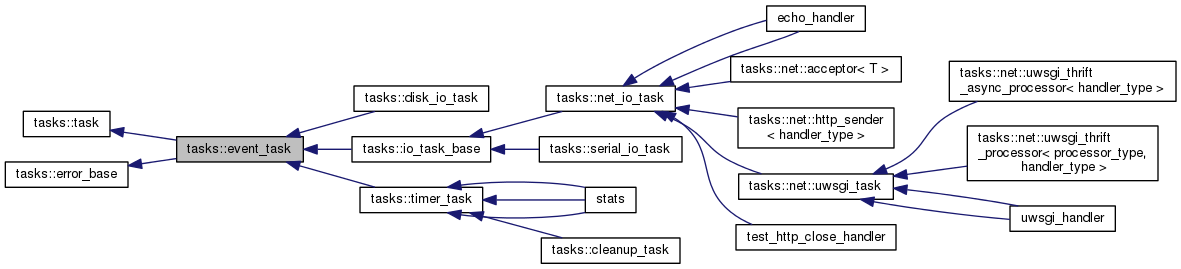 tasks::task
tasks::error_base
tasks::event_task
tasks::disk_io_task
tasks::io_task_base
tasks::timer_task
tasks::net_io_task
tasks::serial_io_task
stats
tasks::cleanup_task
echo_handler
tasks::net::acceptor< T >
tasks::net::http_sender
< handler_type >
tasks::net::uwsgi_task
test_http_close_handler
tasks::net::uwsgi_thrift
_async_processor< handler_type >
tasks::net::uwsgi_thrift
_processor< processor_type,
handler_type >
uwsgi_handler